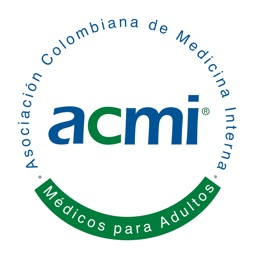 Asociación Colombiana de Medicina Interna
acmi®
Médicos para Adultos